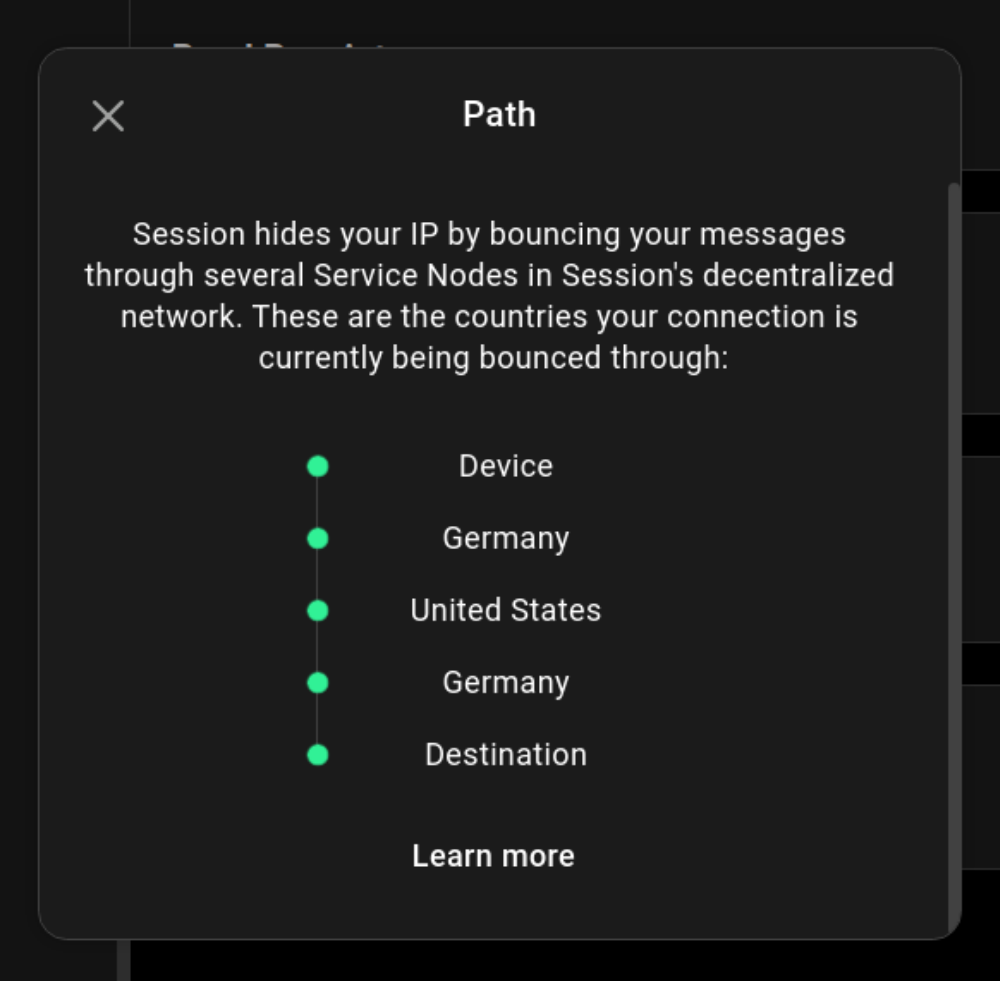 Path
Session hides your IP by bouncing your messages
through several Service Nodes in Session's decentralized
network. These are the countries your connection is
currently being bounced through:
Device
Germany
United States
Germany
Destination
Learn more